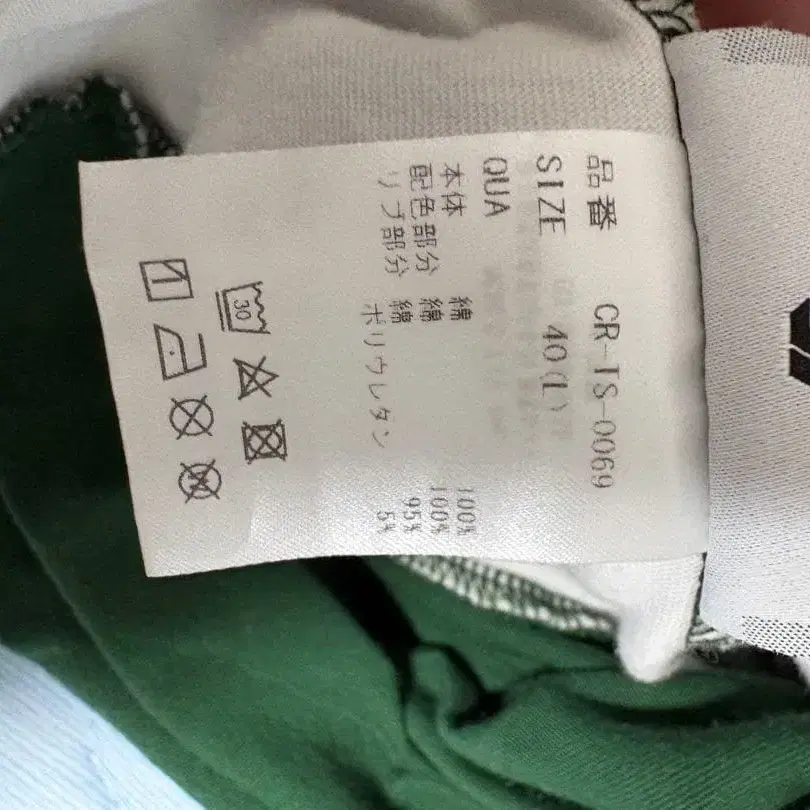 品番 CR-TS-0069
SIZE 40(L)
QUA
本体 綿 100%
配色部分 綿 100%
リブ部分 綿 95%
ポリウレタン 5%
30